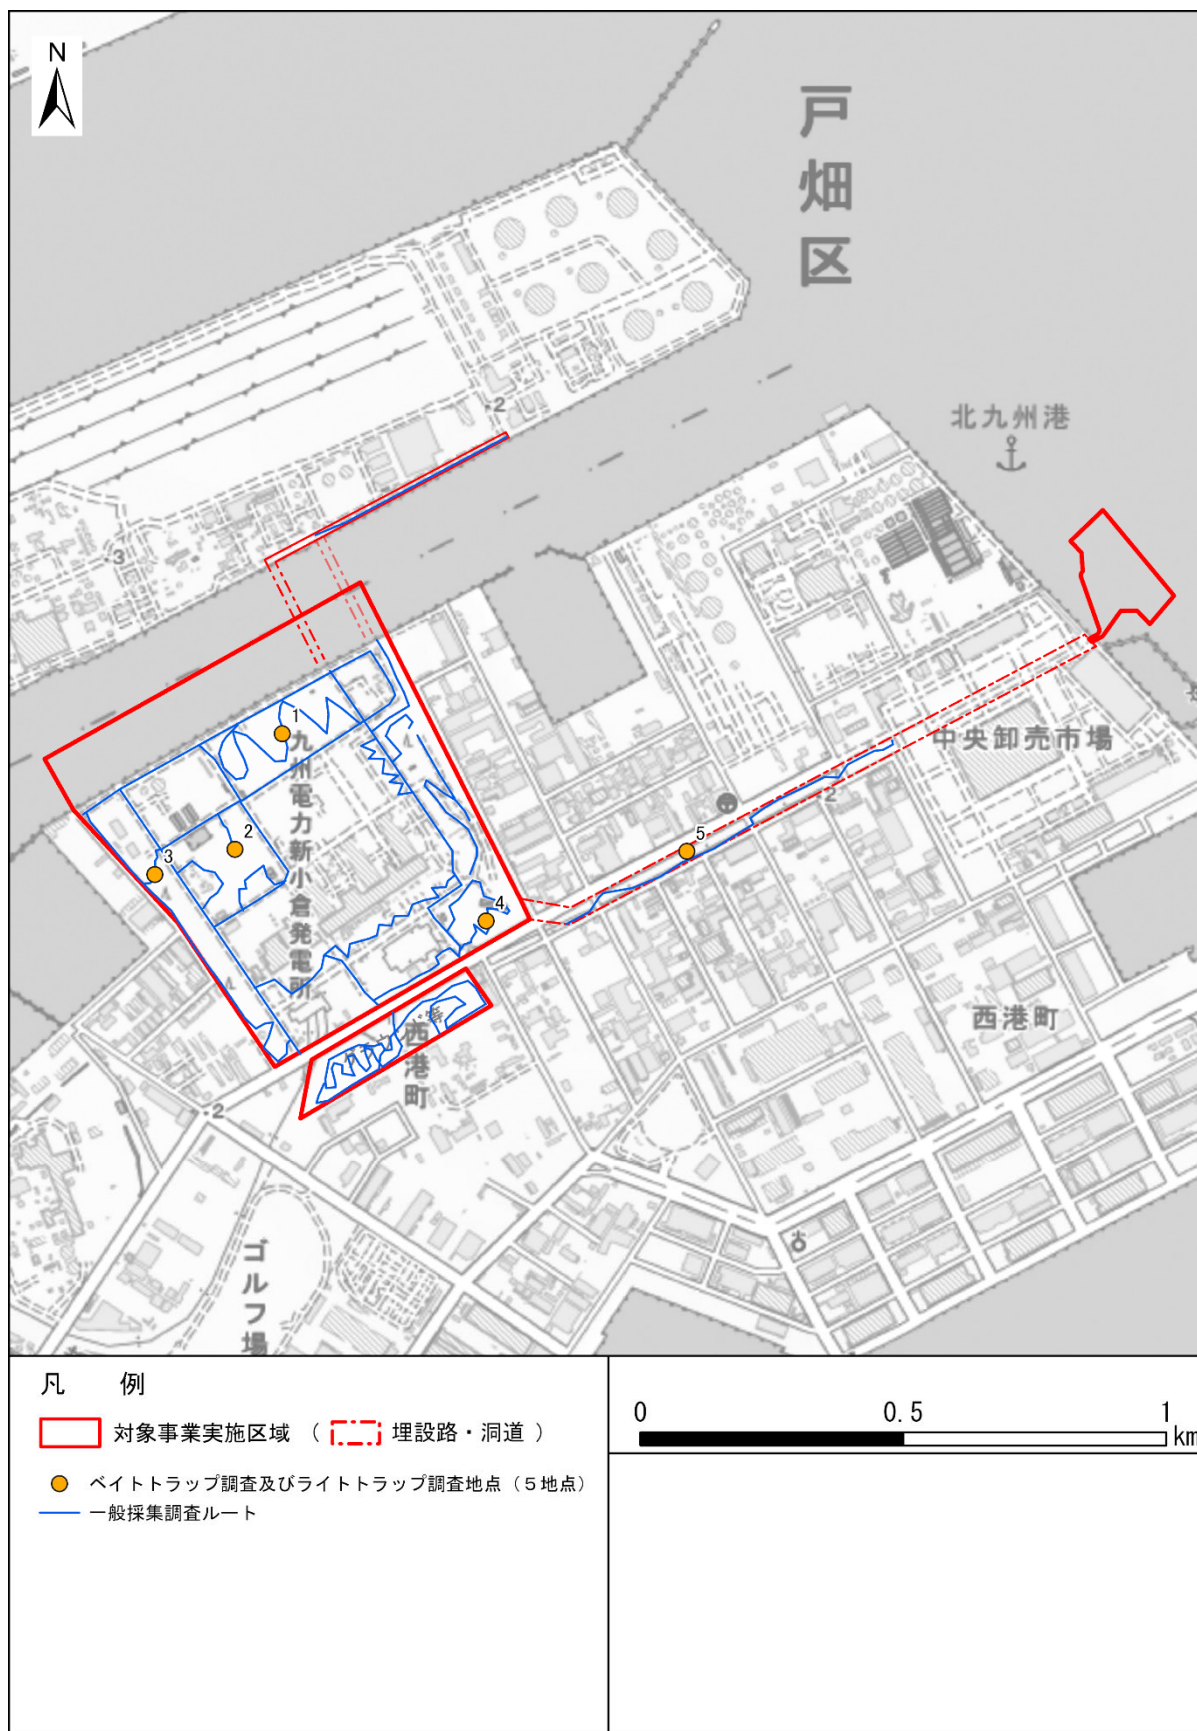 N
戸畑区
北九州港
2
3
中央卸売市場
1
2
3
4
5
2
九州電力新小倉発電所
西港町
西港町
2
ゴルフ場
凡 例
対象事業実施区域 ( 埋設路・洞道 )
ベイトトラップ調査及びライトトラップ調査地点(5地点)
一般採集調査ルート
0 0.5 1
km